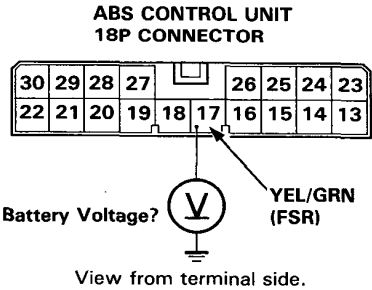 ABS CONTROL UNIT
18P CONNECTOR
30 29 28 27 26 25 24 23
22 21 20 19 18 17 16 15 14 13
YEL/GRN
(FSR)
Battery Voltage?
V
View from terminal side.